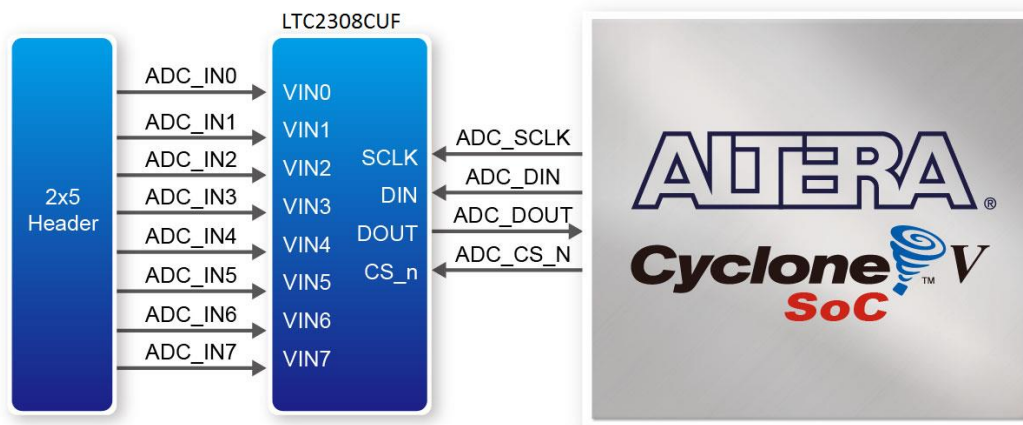 LTC2308CUF
2x5
Header
ADC_IN0
ADC_IN1
ADC_IN2
ADC_IN3
ADC_IN4
ADC_IN5
ADC_IN6
ADC_IN7
VIN0
VIN1
VIN2
VIN3
VIN4
VIN5
VIN6
VIN7
SCLK
DIN
DOUT
CS_n
ADC_SCLK
ADC_DIN
ADC_DOUT
ADC_CS_N
ALTERA®
Cyclone™ V
SoC